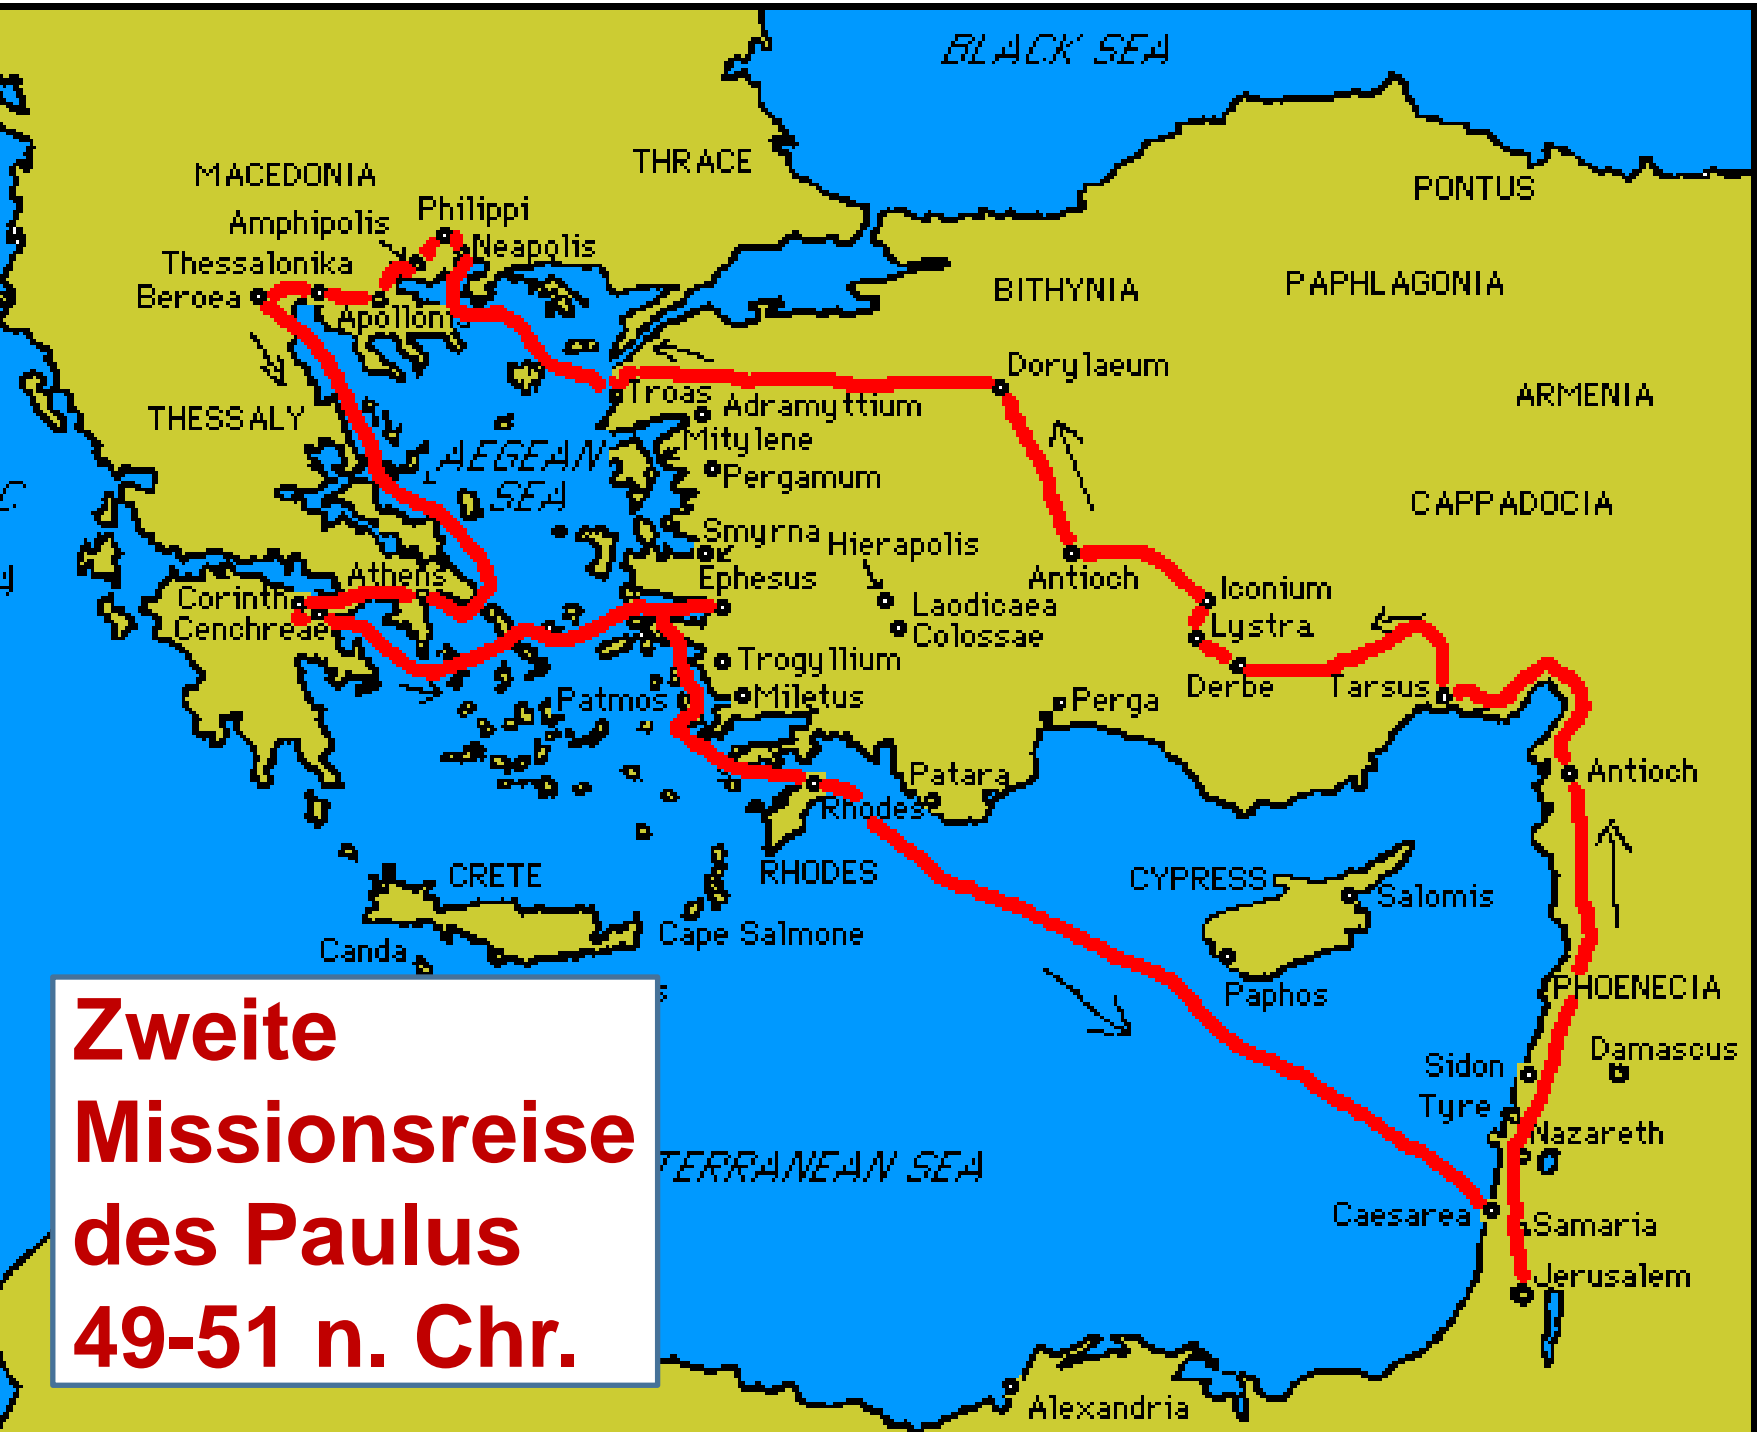 BLACK SEA
THRACE
MACEDONIA
PONTUS
Philippi
Amphipolis
Neapolis
Thessalonika
Beroea
BITHYNIA
PAPHLAGONIA
Apolloni
Dorylaeum
Troas
Adramyttium
ARMENIA
THESSALY
Mitylene
AEGEAN
SEA
Pergamum
CAPPADOCIA
C
Smyrna
Hierapolis
Athens
Ephesus
Antioch
Iconium
Corinth
Laodicaea
Cenchreae
Colossae
Lystra
Trogyllium
Derbe
Tarsus
Patmos
Miletus
Perga
Patara
Antioch
Rhodes
CRETE
RHODES
CYPRESS
Salomis
Canda
Cape Salmone
s
Paphos
PHOENECIA
Sidon
Damascus
Tyre
Nazareth
TERRANEAN SEA
Caesarea
Samaria
Jerusalem
Alexandria
Zweite
Missionsreise
des Paulus
49-51 n. Chr.